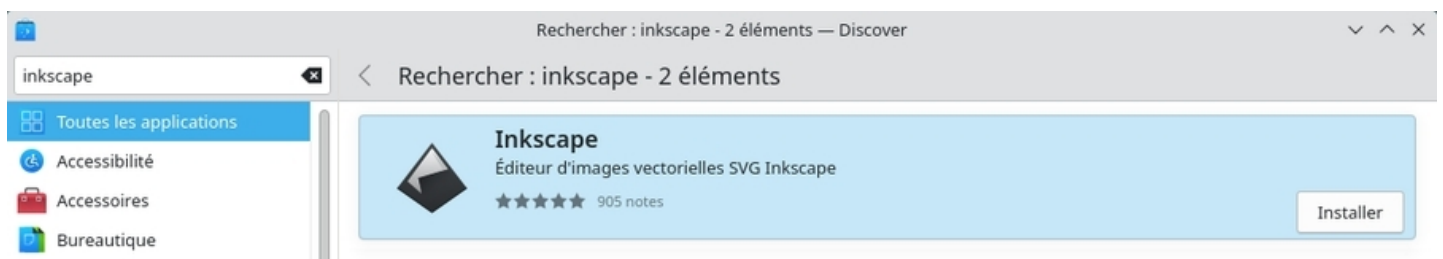 Rechercher : inkscape - 2 éléments — Discover
inkscape
Rechercher : inkscape - 2 éléments
Toutes les applications
Accessibilité
Accessoires
Bureautique
Inkscape
Éditeur d'images vectorielles SVG Inkscape
905 notes
Installer